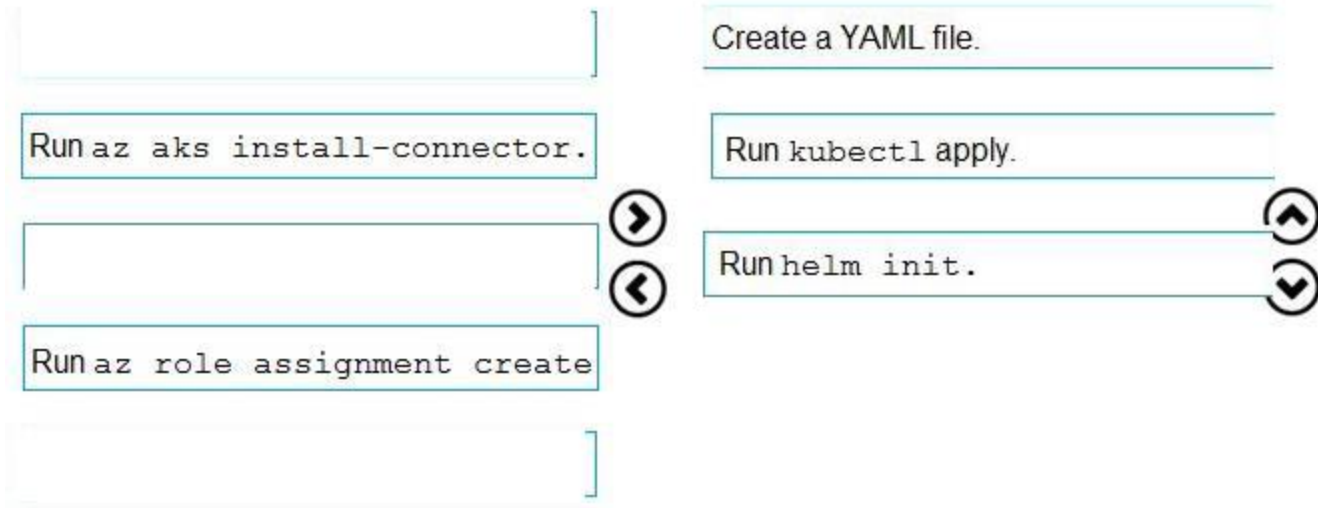 Create a YAML file.
Run az aks install-connector.
Run kubectl apply.
Run helm init.
Run az role assignment create